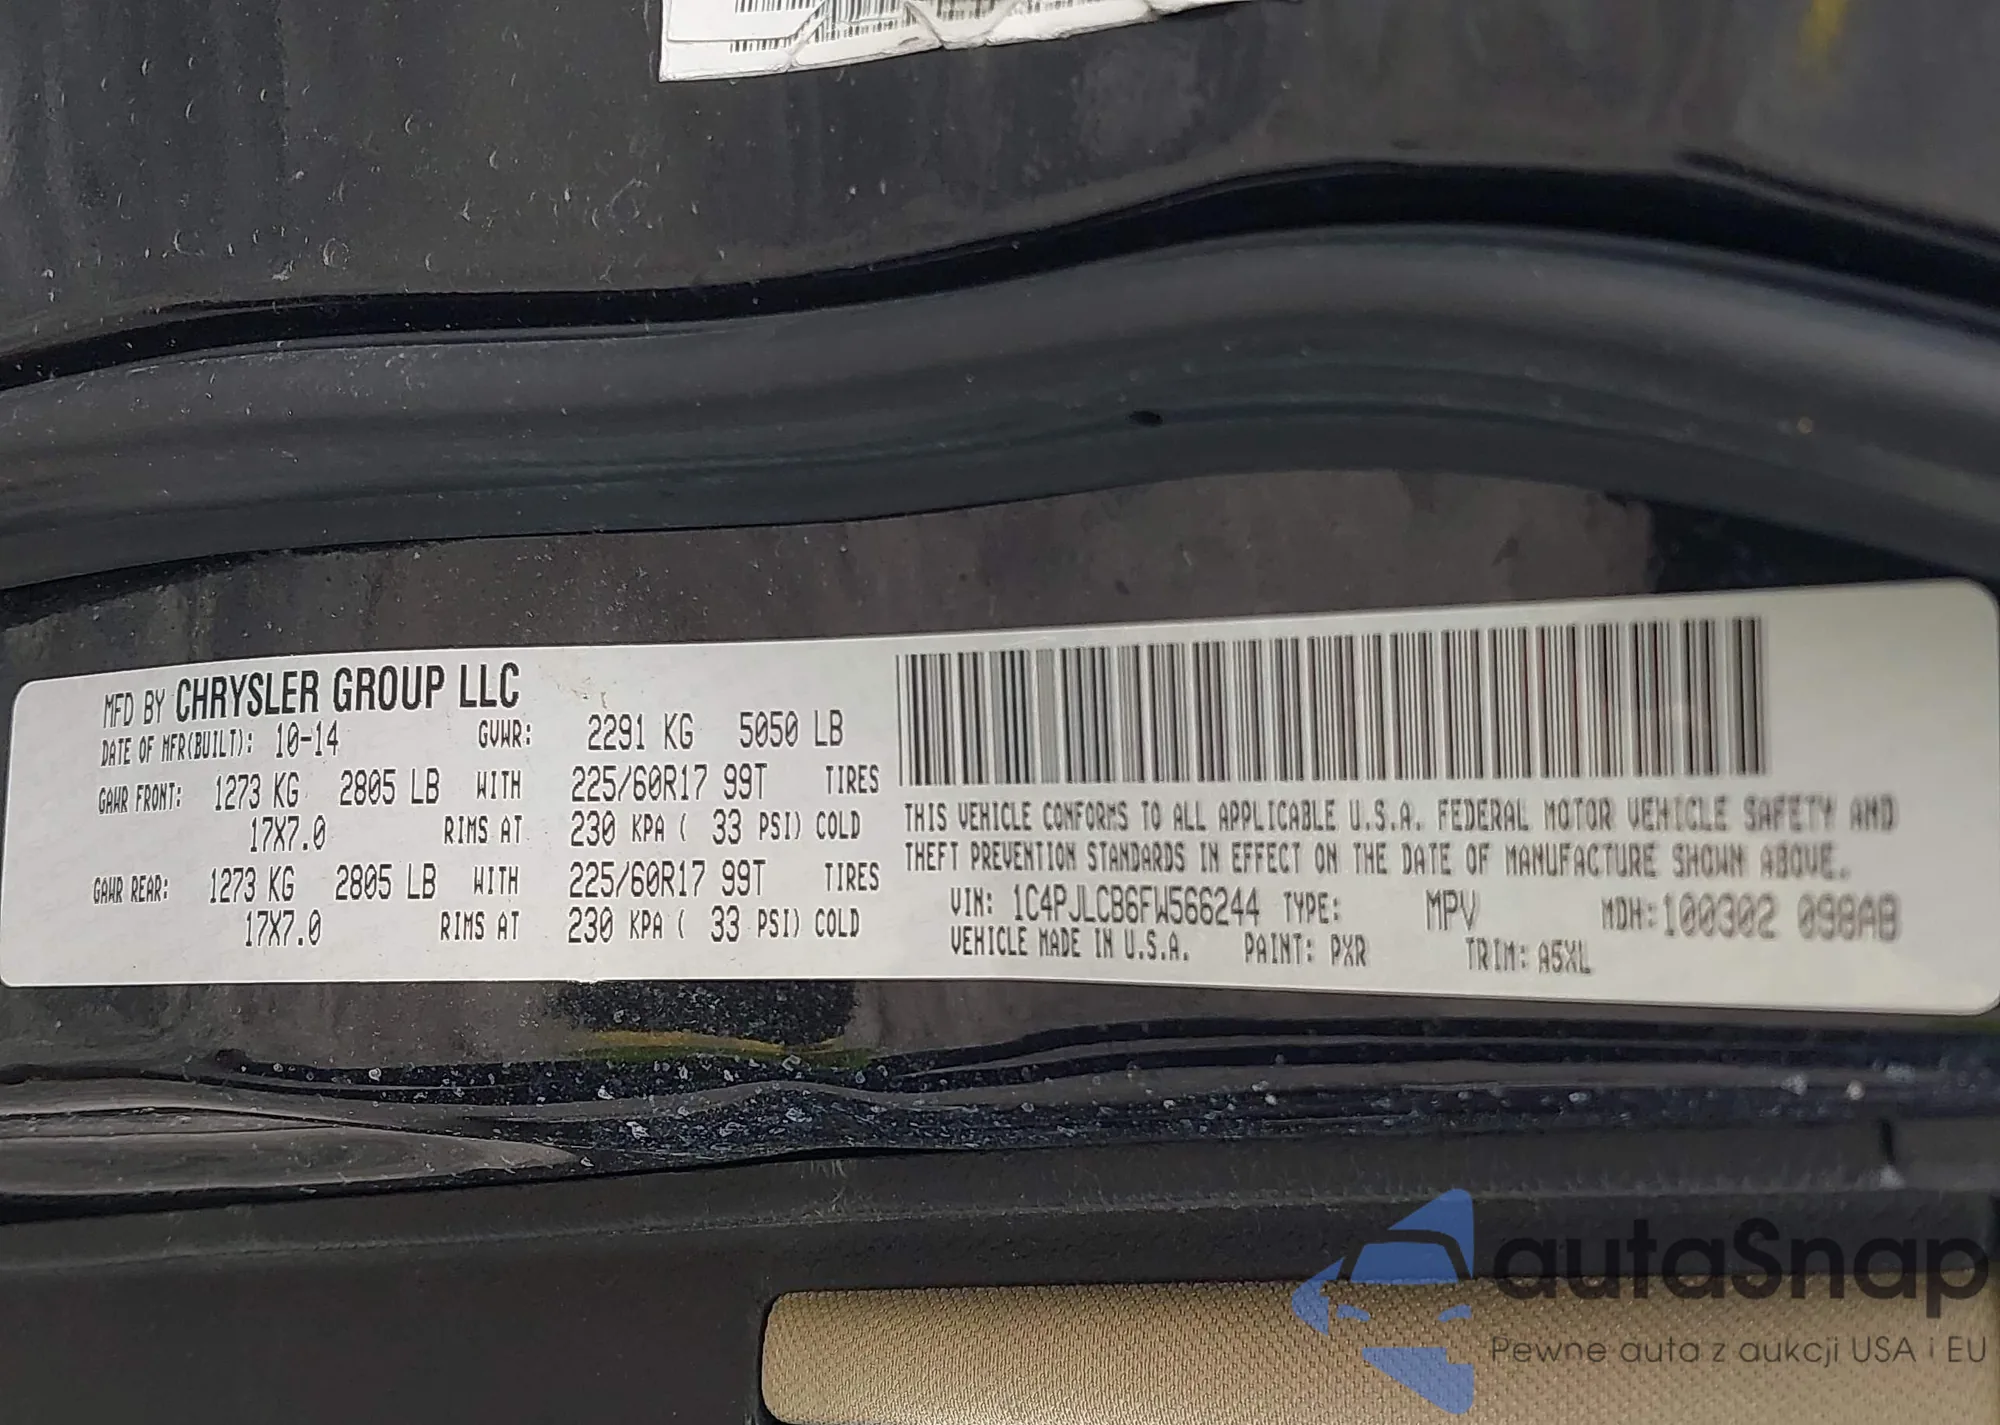 MFD BY CHRYSLER GROUP LLC
DATE OF MFR(BUILT): 10-14 GVWR: 2291 KG 5050 LB
GAWR FRONT: 1273 KG 2805 LB WITH 225/60R17 99T TIRES
17X7.0 RIMS AT 230 KPA ( 33 PSI) COLD
GAWR REAR: 1273 KG 2805 LB WITH 225/60R17 99T TIRES
17X7.0 RIMS AT 230 KPA ( 33 PSI) COLD
THIS VEHICLE CONFORMS TO ALL APPLICABLE U.S.A. FEDERAL MOTOR VEHICLE SAFETY AND
THEFT PREVENTION STANDARDS IN EFFECT ON THE DATE OF MANUFACTURE SHOWN ABOVE.
VIN: 1C4PJLCB6FW566244 TYPE: MPV MDH:100302 098AB
VEHICLE MADE IN U.S.A. PAINT: PXR TRIM: A5XL
autaSnap
Pewne auta z aukcji USA i EU